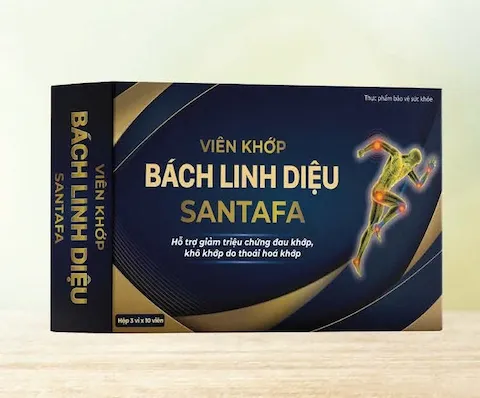 Thực phẩm bảo vệ sức khỏe
VIÊN KHỚP
BÁCH LINH DIỆU
SANTAFA
Hỗ trợ giảm triệu chứng đau khớp,
khô khớp do thoái hoá khớp
Hộp 3 vỉ x 10 viên
VIÊN KHỚP
BÁCH LINH DIỆU
SANTAFA